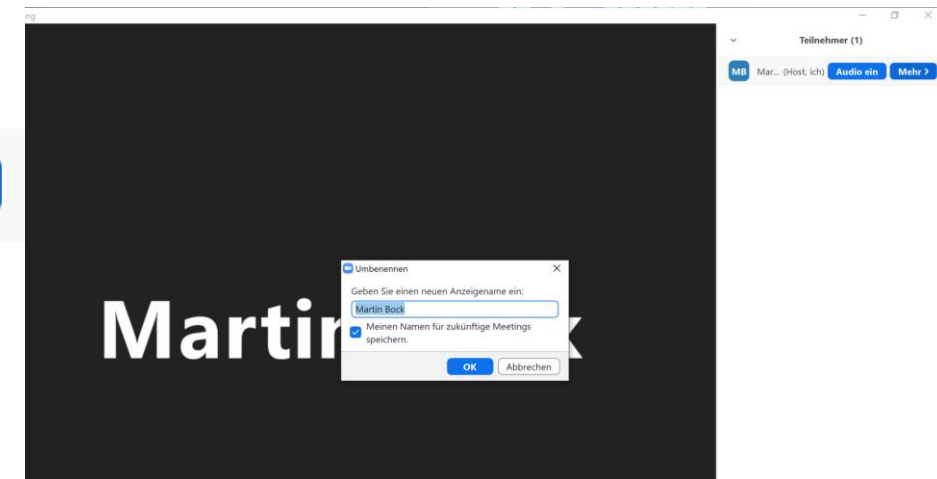 ng
Teilnehmer (1)
MB Mar... (Host, ich) Audio ein Mehr >
Umbenennen
Geben Sie einen neuen Anzeigename ein:
Martin Bock
Meinen Namen für zukünftige Meetings
speichern.
OK Abbrechen
Martin
k